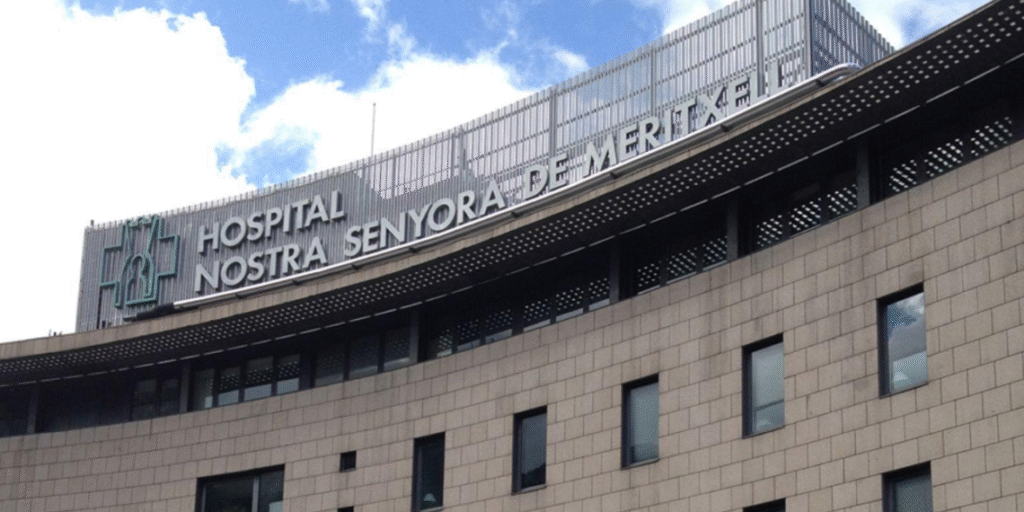 HOSPITAL
NOSTRA SENYORA DE MERITXELL